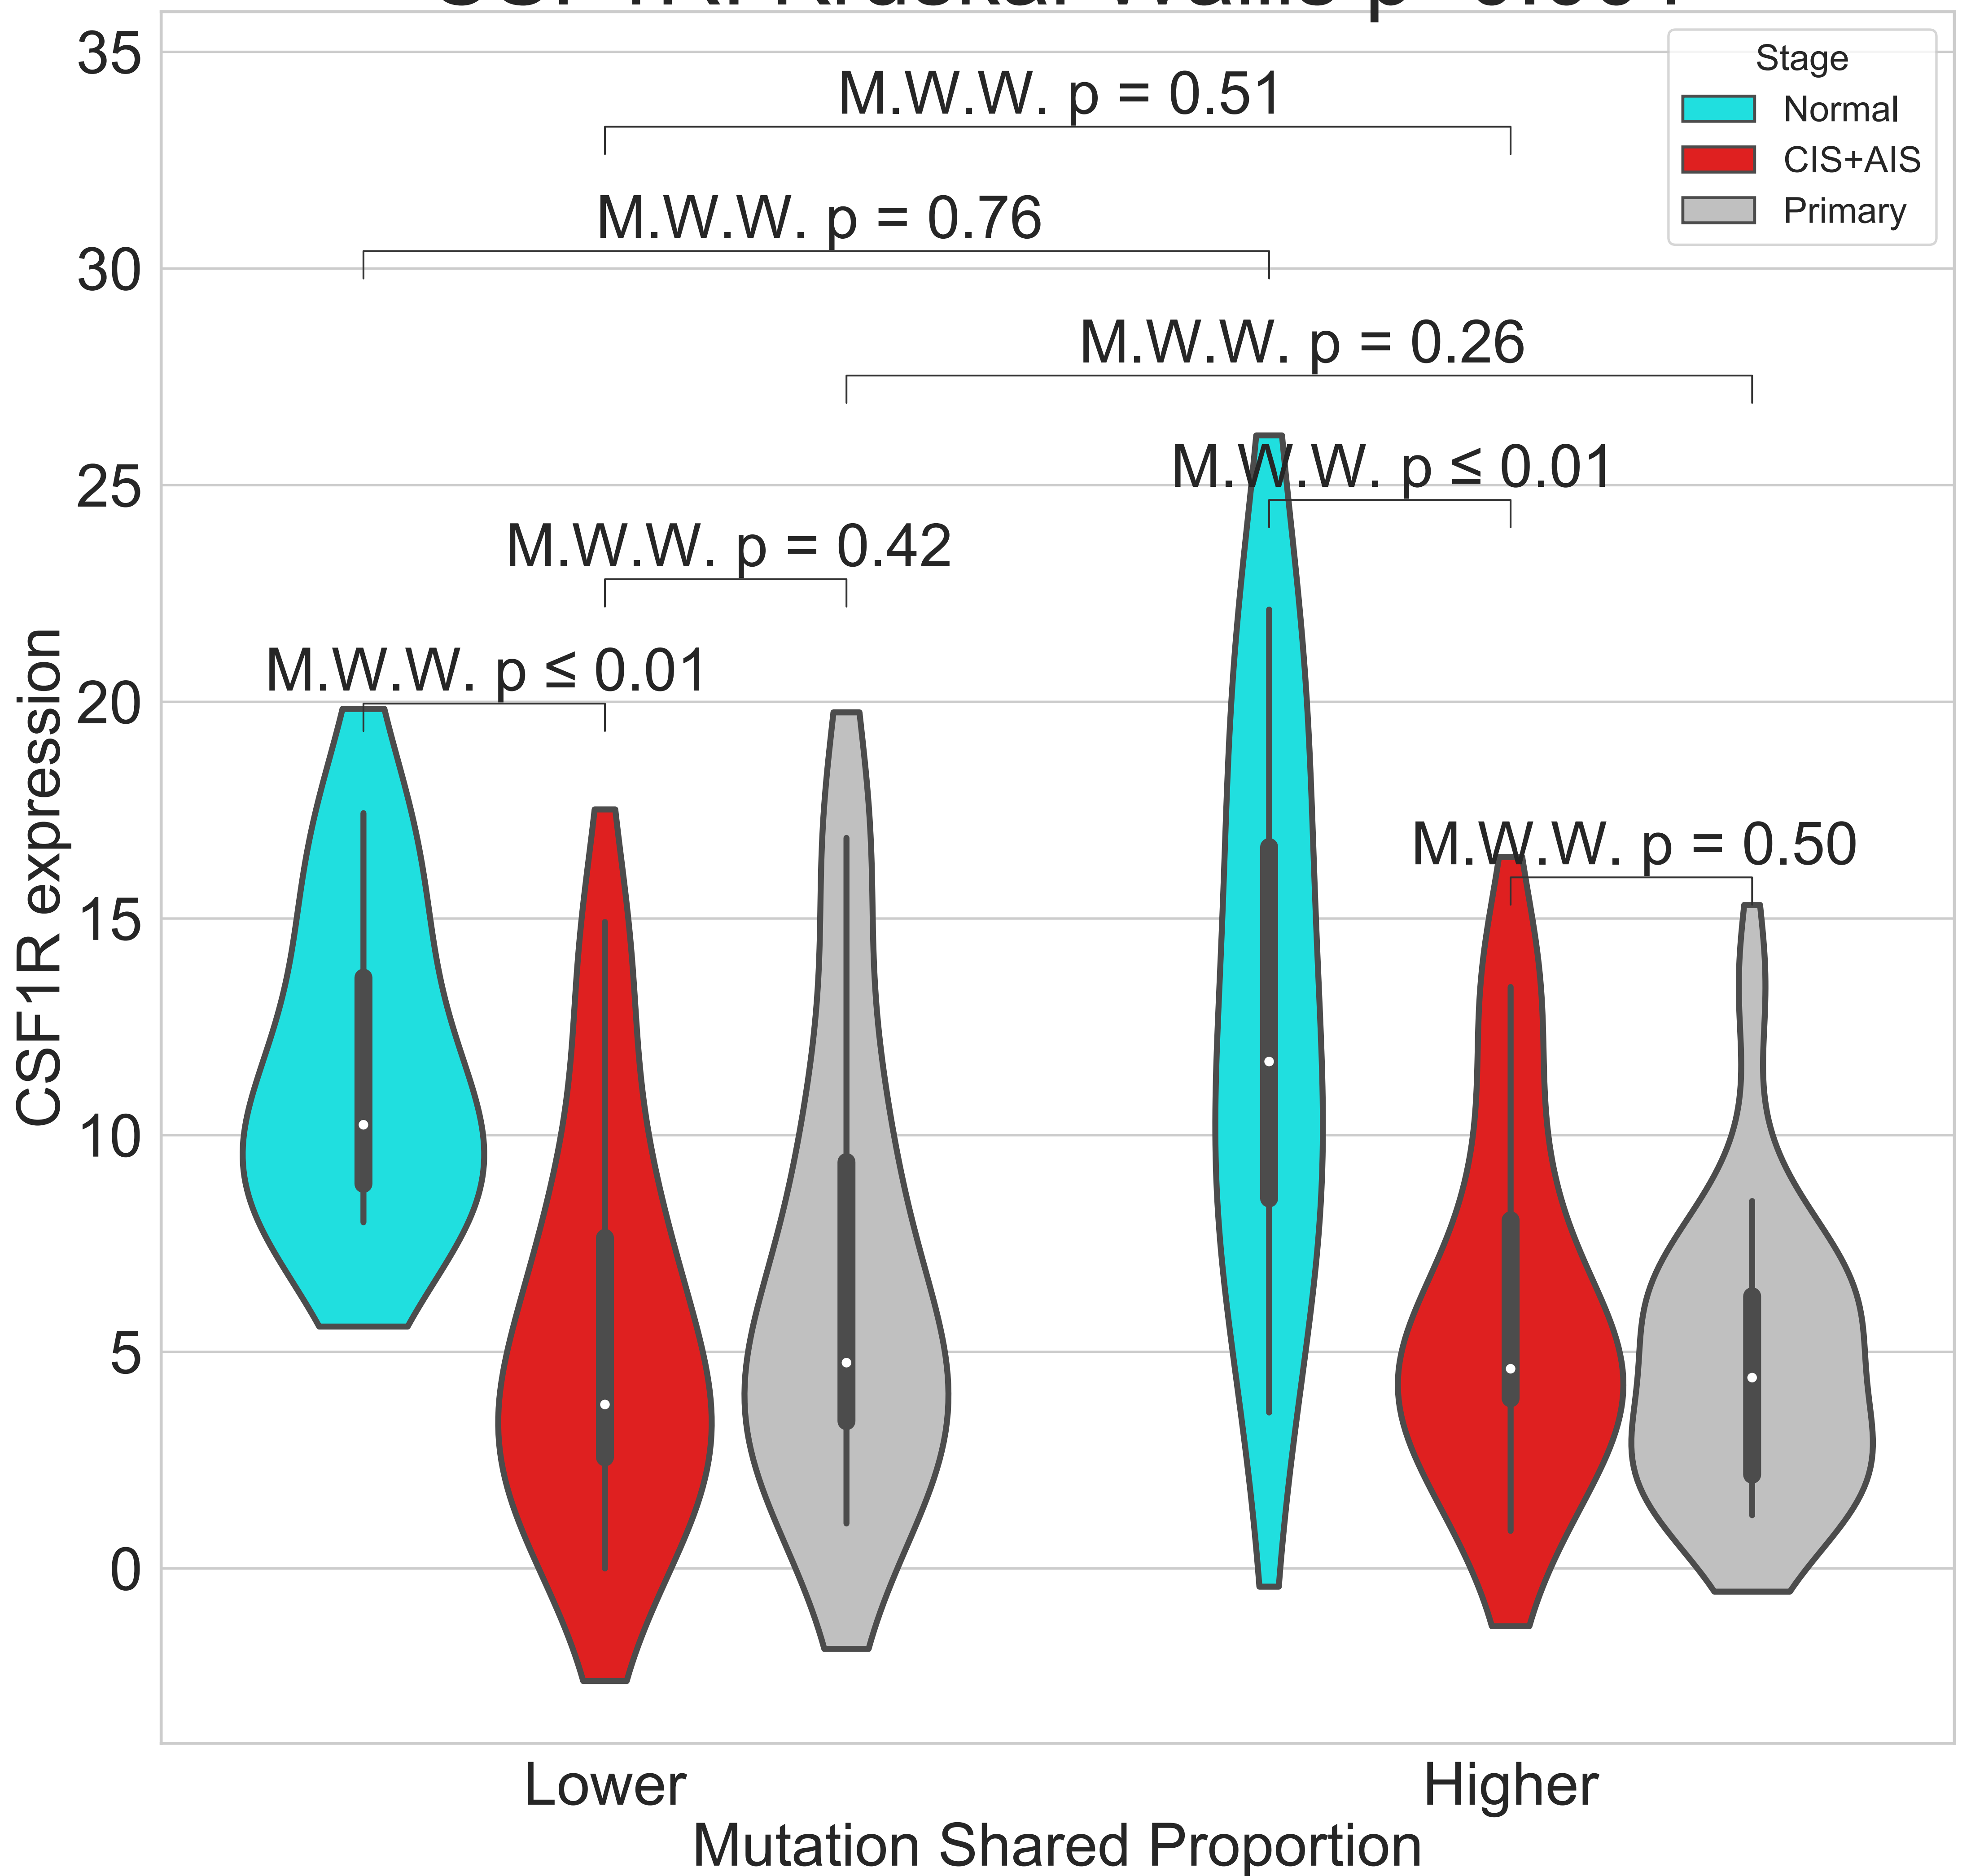 35
30
25
20
15
10
5
0
CSF1R expression
Stage
Normal
CIS+AIS
Primary
M.W.W. p = 0.51
M.W.W. p = 0.76
M.W.W. p = 0.26
M.W.W. p ≤ 0.01
M.W.W. p = 0.42
M.W.W. p ≤ 0.01
M.W.W. p = 0.50
Lower
Higher
Mutation Shared Proportion